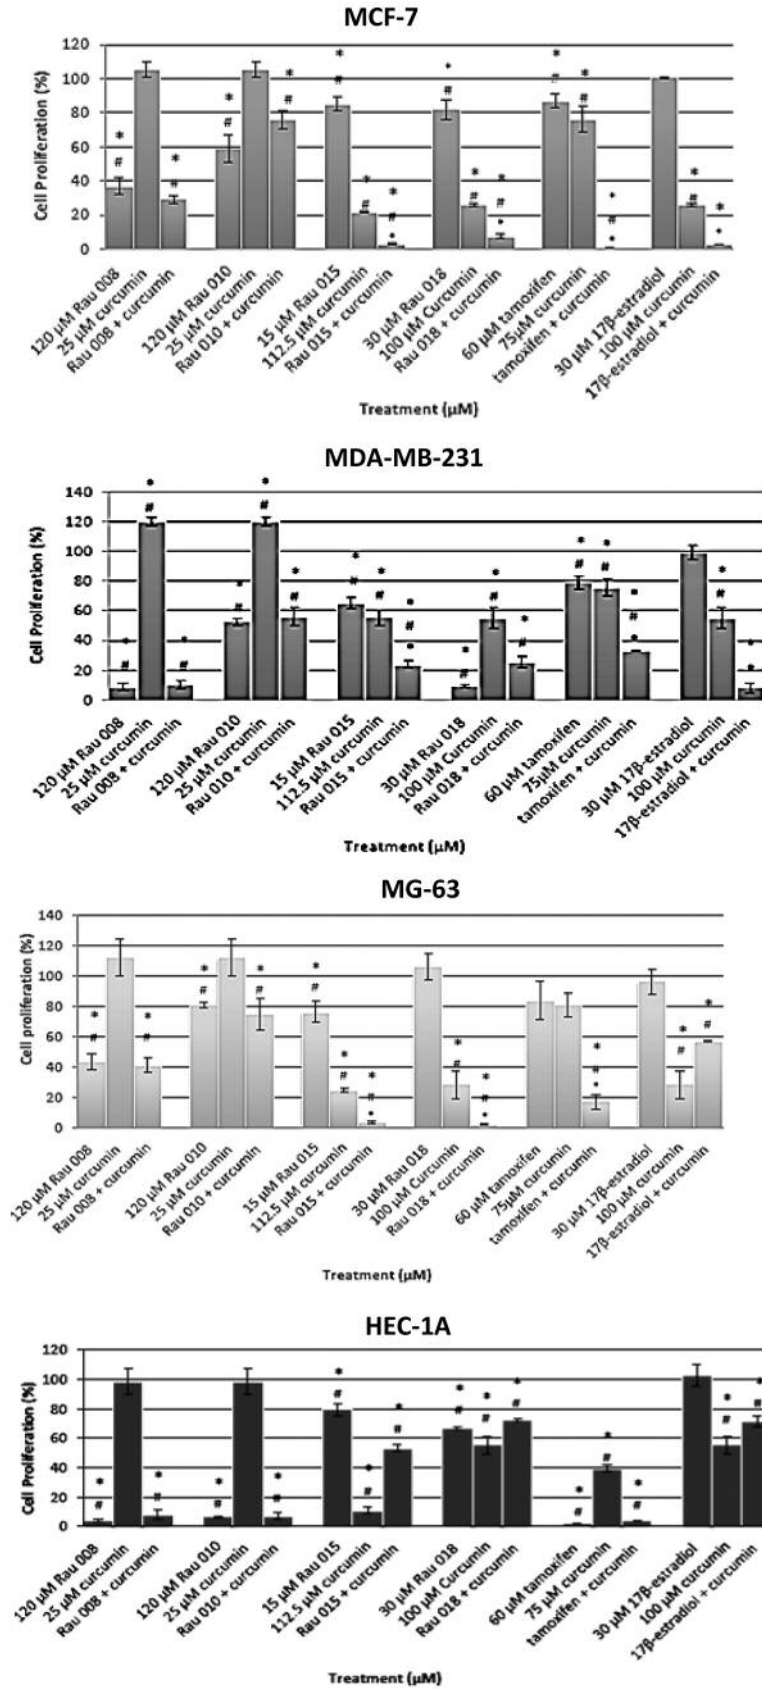 MCF-7
Cell Proliferation (%)
120
100
80
60
40
20
0
120 µM Rau 008
25 µM curcumin
Rau 008 + curcumin
120 µM Rau 010
25 µM curcumin
Rau 010 + curcumin
15 µM Rau 015
112.5 µM curcumin
Rau 015 + curcumin
30 µM Rau 018
100 µM Curcumin
Rau 018 + curcumin
60 µM tamoxifen
75µM curcumin
tamoxifen + curcumin
30 µM 17β-estradiol
100 µM curcumin
17β-estradiol + curcumin
Treatment (µM)
MDA-MB-231
Cell Proliferation (%)
140
120
100
80
60
40
20
0
120 µM Rau 008
25 µM curcumin
Rau 008 + curcumin
120 µM Rau 010
25 µM curcumin
Rau 010 + curcumin
15 µM Rau 015
112.5 µM curcumin
Rau 015 + curcumin
30 µM Rau 018
100 µM Curcumin
Rau 018 + curcumin
60 µM tamoxifen
75µM curcumin
tamoxifen + curcumin
30 µM 17β-estradiol
100 µM curcumin
17β-estradiol + curcumin
Treatment (µM)
MG-63
Cell proliferation (%)
140
120
100
80
60
40
20
0
120 µM Rau 008
25 µM curcumin
Rau 008 + curcumin
120 µM Rau 010
25 µM curcumin
Rau 010 + curcumin
15 µM Rau 015
112.5 µM curcumin
Rau 015 + curcumin
30 µM Rau 018
100 µM Curcumin
Rau 018 + curcumin
60 µM tamoxifen
75µM curcumin
tamoxifen + curcumin
30 µM 17β-estradiol
100 µM curcumin
17β-estradiol + curcumin
Treatment (µM)
HEC-1A
Cell Proliferation (%)
120
100
80
60
40
20
0
120 µM Rau 008
25 µM curcumin
Rau 008 + curcumin
120 µM Rau 010
25 µM curcumin
Rau 010 + curcumin
15 µM Rau 015
112.5 µM curcumin
Rau 015 + curcumin
30 µM Rau 018
100 µM Curcumin
Rau 018 + curcumin
60 µM tamoxifen
75 µM curcumin
tamoxifen + curcumin
30 µM 17β-estradiol
100 µM curcumin
17β-estradiol + curcumin
Treatment (µM)